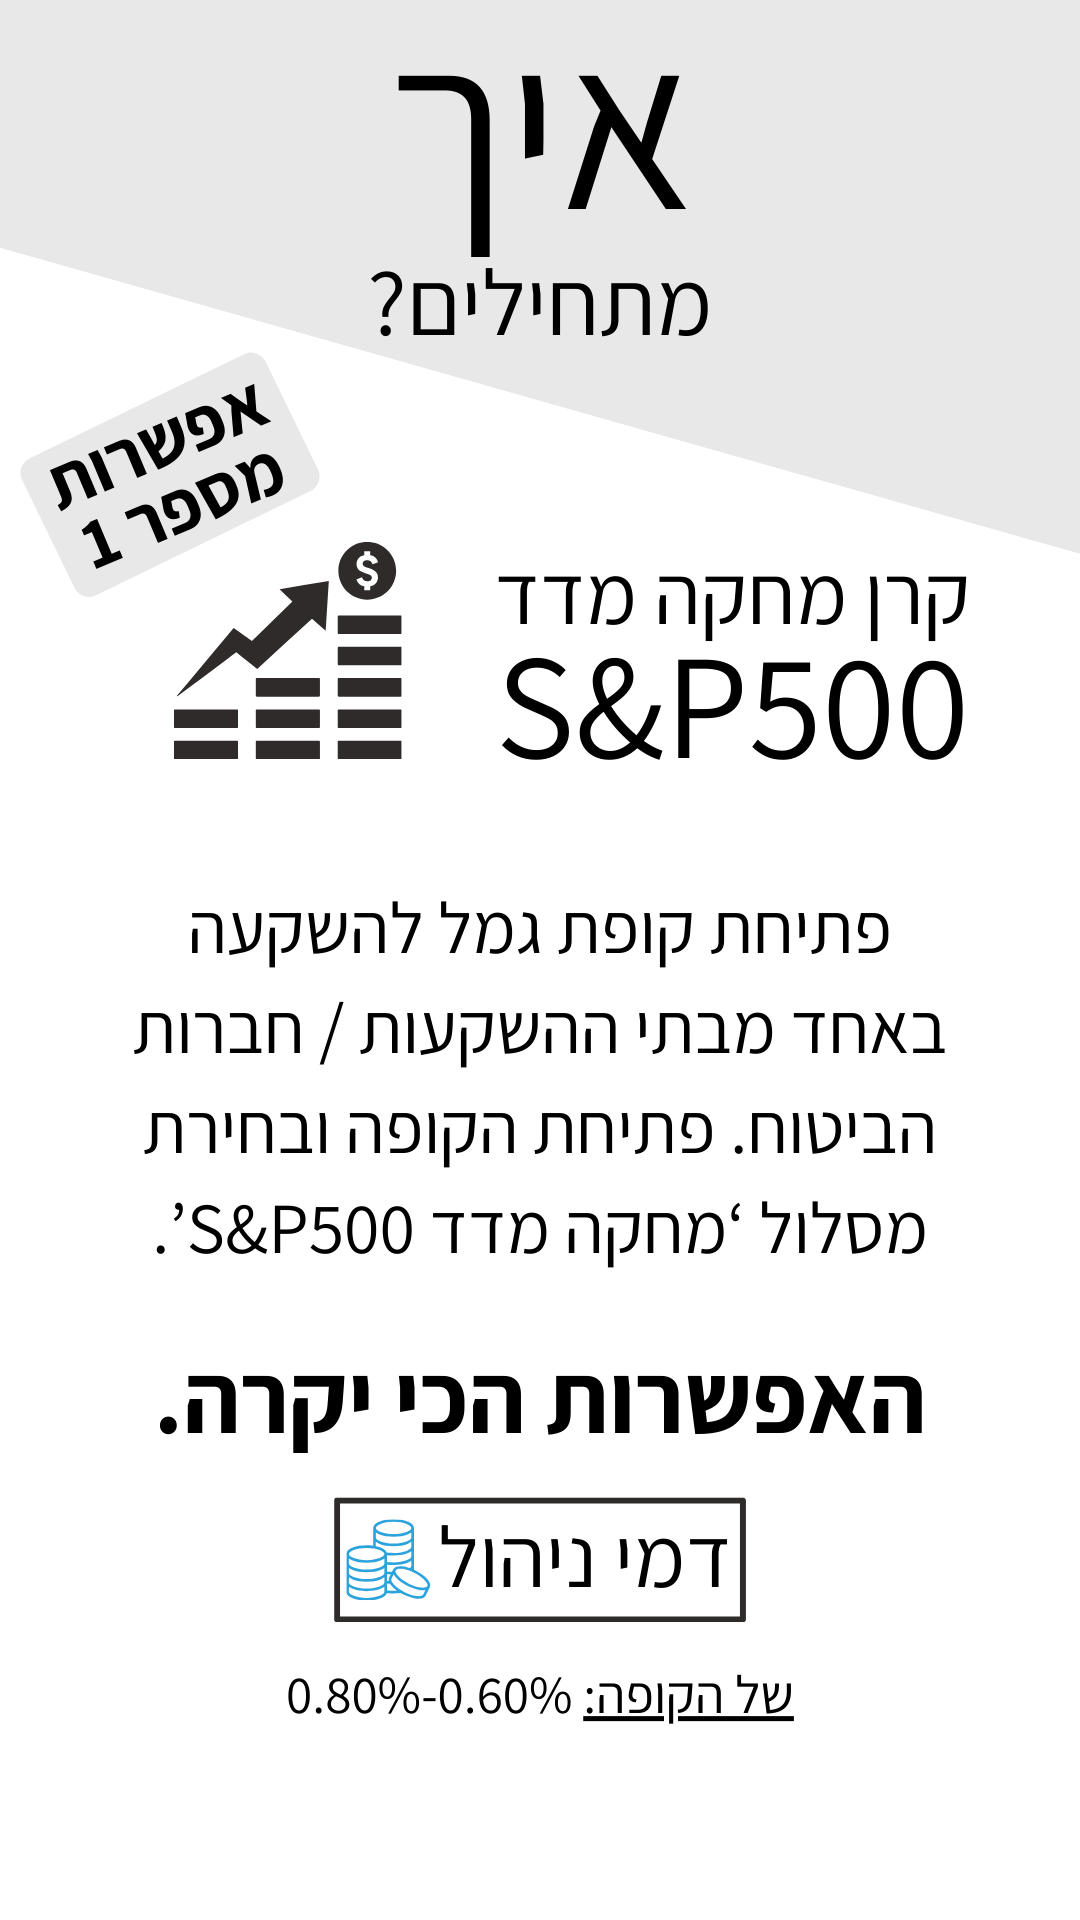 איך
מתחילים?
אפשרות
מספר 1
$
קרן מחקה מדד
S&P500
פתיחת קופת גמל להשקעה
באחד מבתי ההשקעות / חברות
הביטוח. פתיחת הקופה ובחירת
מסלול ‘מחקה מדד S&P500’.
האפשרות הכי יקרה.
דמי ניהול
של הקופה: 0.80%-0.60%